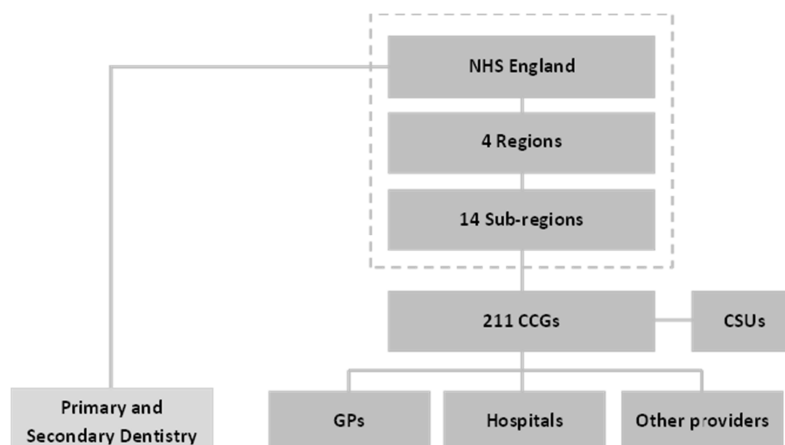 NHS England
4 Regions
14 Sub-regions
211 CCGs
CSUs
Primary and
Secondary Dentistry
GPs
Hospitals
Other providers